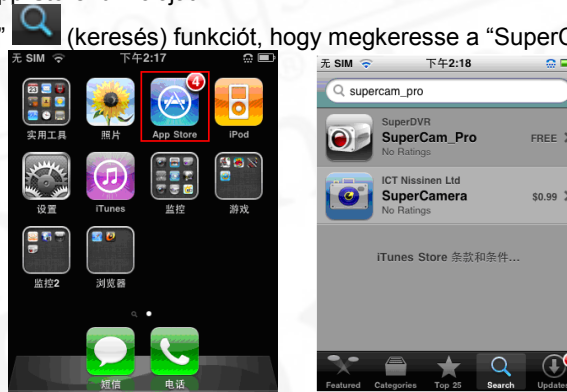 " (keresés) funkciót, hogy megkeresse a “SuperC
无 SIM 下午2:17
4
实用工具 照片 App Store iPod
设置 iTunes 监控 游戏
监控2 浏览器
短信 电话
无 SIM 下午2:18
supercam_pro
SuperDVR
SuperCam_Pro FREE
No Ratings
ICT Nissinen Ltd
SuperCamera $0.99
No Ratings
iTunes Store 条款和条件...
Featured Categories Top 25 Search Updates